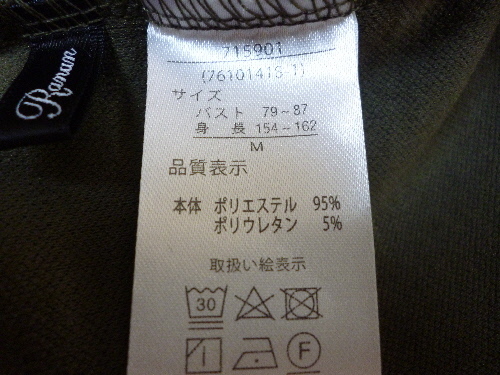 Ranan
715901
(76101415-1)
サイズ
バスト 79～87
身長 154～162
M
品質表示
本体 ポリエステル 95%
ポリウレタン 5%
取扱い絵表示
30
F